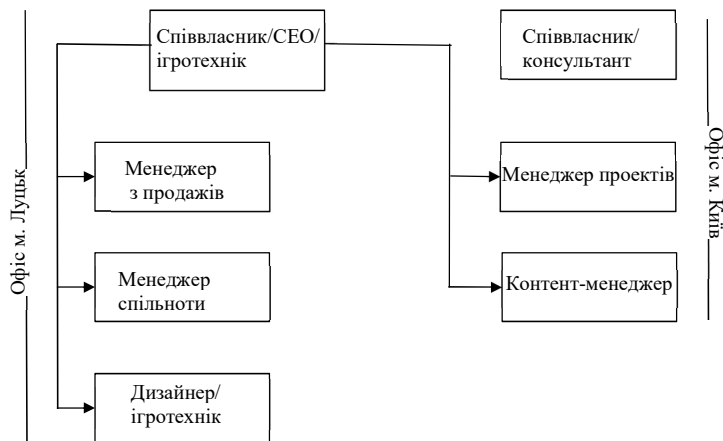 Співвласник/CEO/
ігротехнік
Співвласник/
консультант
Менеджер
з продажів
Менеджер проектів
Менеджер
спільноти
Контент-менеджер
Дизайнер/
ігротехнік
Офіс м. Луцьк
Офіс м. Київ